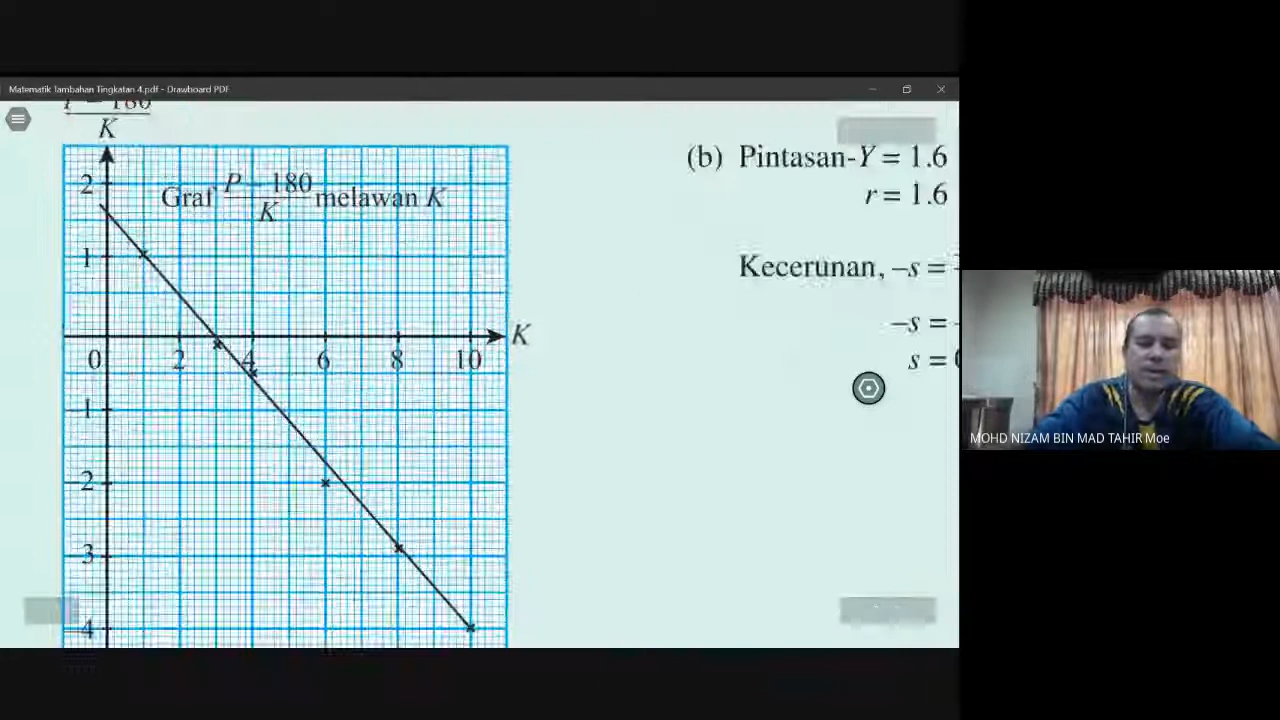 Matematik Tambahan Tingkatan 4.pdf - Drawboard PDF
P – 180
K
2
Graf P – 180 / K melawan K
1
K
0 2 4 6 8 10
–1
–2
–3
–4
(b) Pintasan-Y = 1.6
r = 1.6
Kecerunan, –s =
–s =
s =
MOHD NIZAM BIN MAD TAHIR Moe